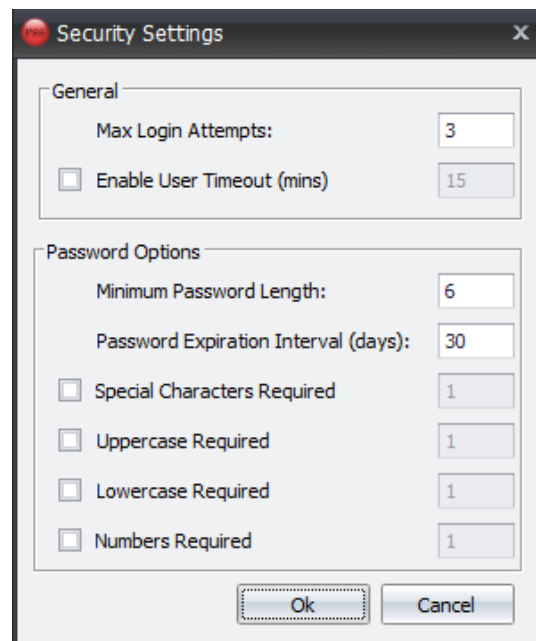 Security Settings
General
Max Login Attempts: 3
Enable User Timeout (mins) 15
Password Options
Minimum Password Length: 6
Password Expiration Interval (days): 30
Special Characters Required 1
Uppercase Required 1
Lowercase Required 1
Numbers Required 1
Ok Cancel